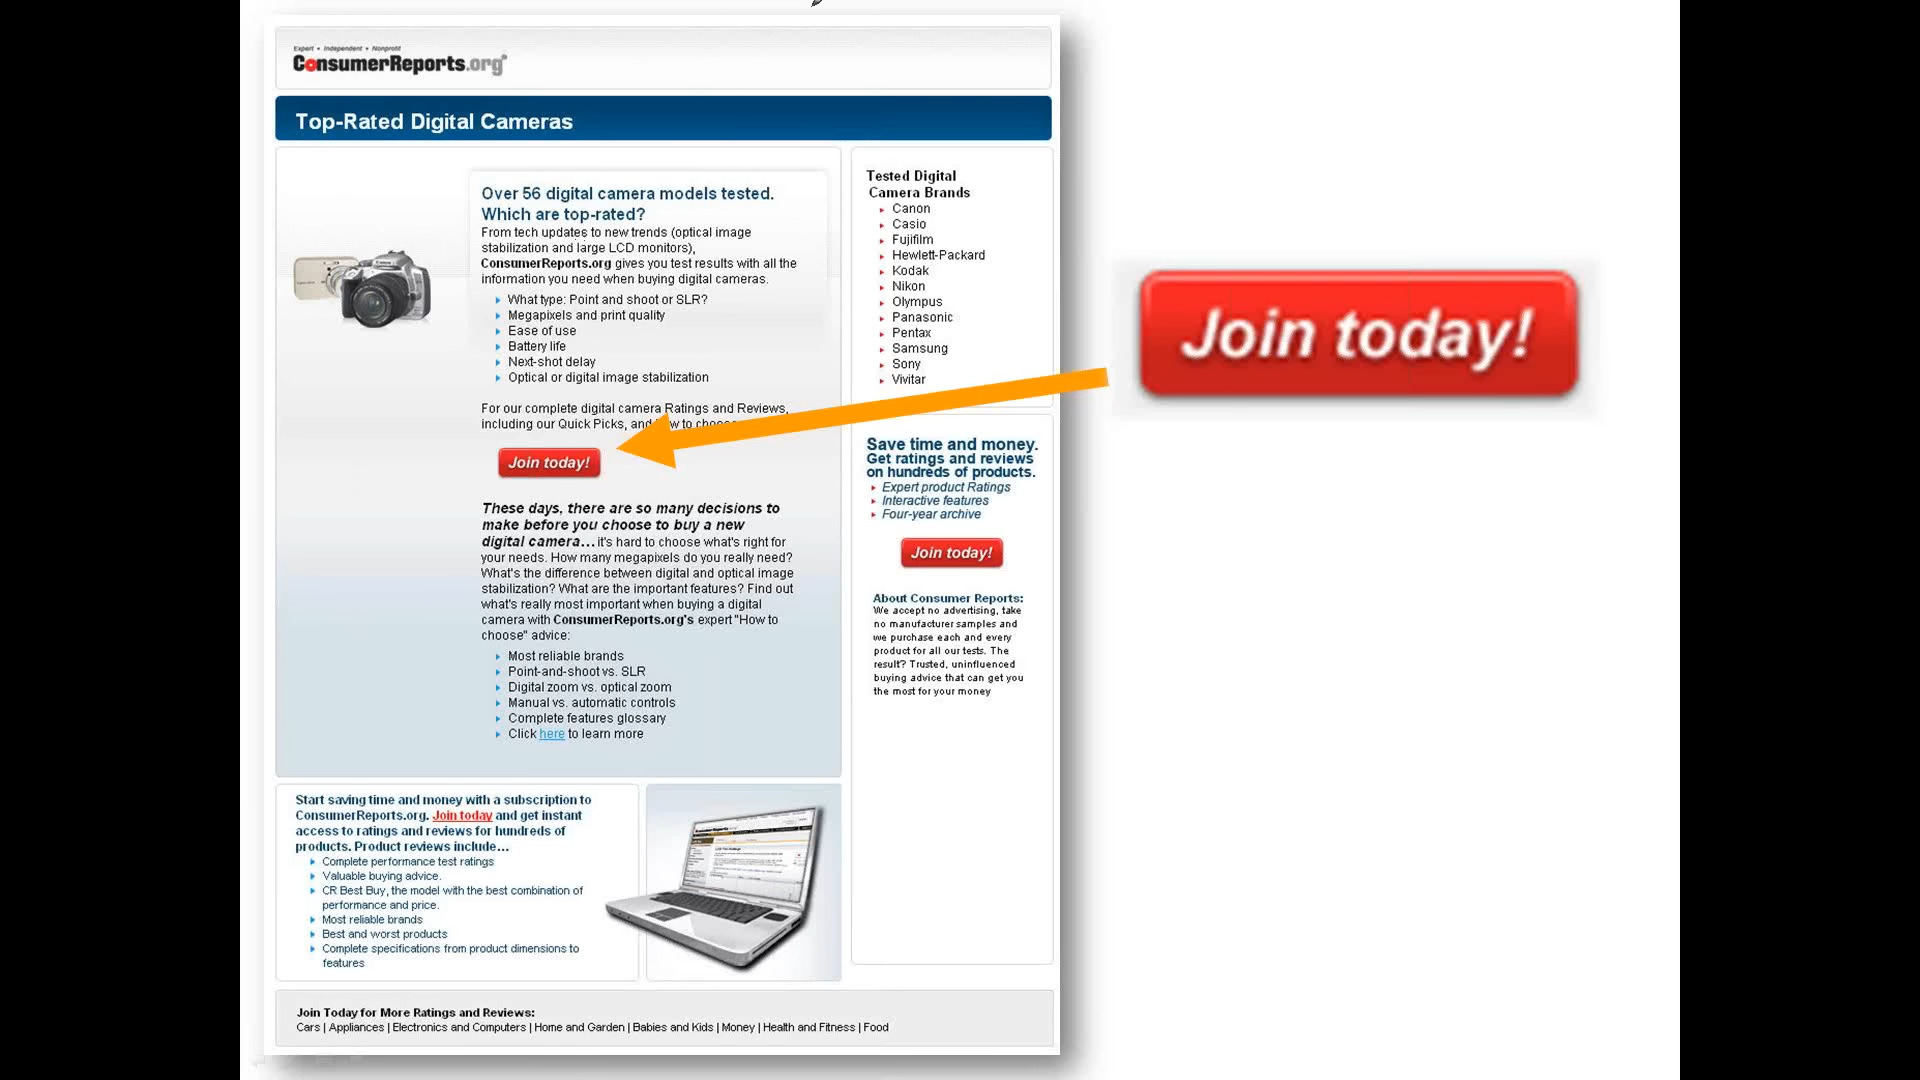 Expert • Independent • Nonprofit
ConsumerReports.org
Top-Rated Digital Cameras
Over 56 digital camera models tested.
Which are top-rated?
From tech updates to new trends (optical image
stabilization and large LCD monitors),
ConsumerReports.org gives you test results with all the
information you need when buying digital cameras.
What type: Point and shoot or SLR?
Megapixels and print quality
Ease of use
Battery life
Next-shot delay
Optical or digital image stabilization
For our complete digital camera Ratings and Reviews,
including our Quick Picks, and to
Join today!
These days, there are so many decisions to
make before you choose to buy a new
digital camera... it's hard to choose what's right for
your needs. How many megapixels do you really need?
What's the difference between digital and optical image
stabilization? What are the important features? Find out
what's really most important when buying a digital
camera with ConsumerReports.org's expert "How to
choose" advice:
Most reliable brands
Point-and-shoot vs. SLR
Digital zoom vs. optical zoom
Manual vs. automatic controls
Complete features glossary
Click here to learn more
Tested Digital
Camera Brands
Canon
Casio
Fujifilm
Hewlett-Packard
Kodak
Nikon
Olympus
Panasonic
Pentax
Samsung
Sony
Vivitar
Save time and money.
Get ratings and reviews
on hundreds of products.
Expert product Ratings
Interactive features
Four-year archive
Join today!
About Consumer Reports:
We accept no advertising, take
no manufacturer samples and
we purchase each and every
product for all our tests. The
result? Trusted, uninfluenced
buying advice that can get you
the most for your money
Start saving time and money with a subscription to
ConsumerReports.org. Join today and get instant
access to ratings and reviews for hundreds of
products. Product reviews include...
Complete performance test ratings
Valuable buying advice.
CR Best Buy, the model with the best combination of
performance and price.
Most reliable brands
Best and worst products
Complete specifications from product dimensions to
features
Join Today for More Ratings and Reviews:
Cars | Appliances | Electronics and Computers | Home and Garden | Babies and Kids | Money | Health and Fitness | Food
Join today!